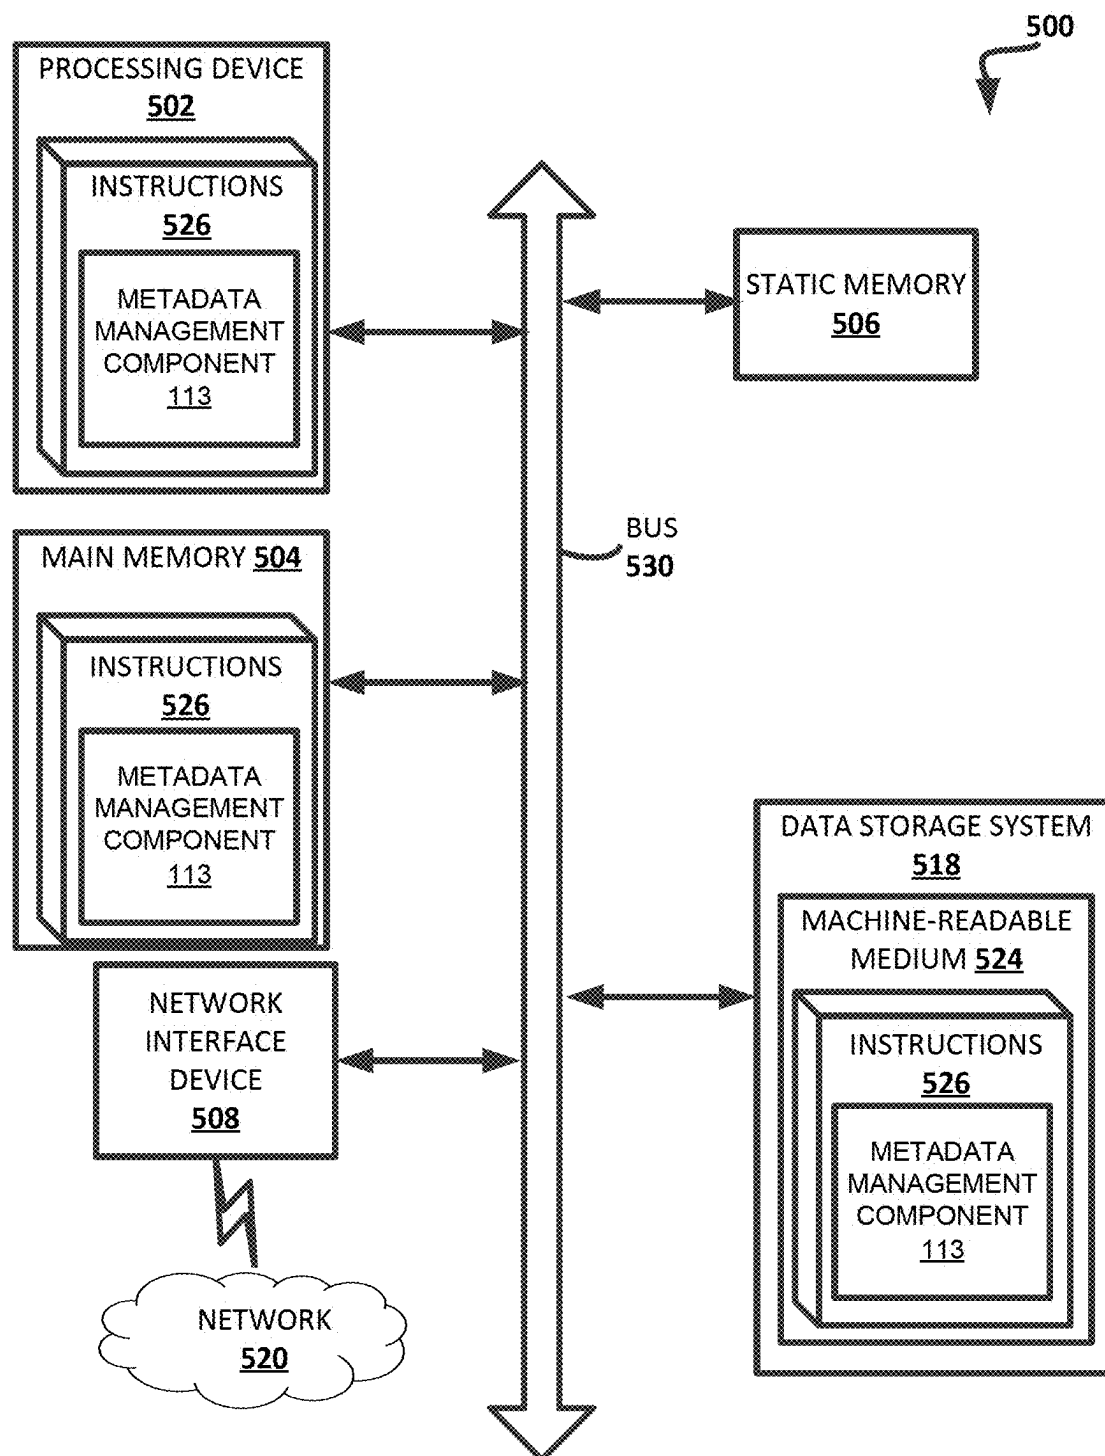 500
PROCESSING DEVICE
502
INSTRUCTIONS
526
METADATA
MANAGEMENT
COMPONENT
113
STATIC MEMORY
506
BUS
530
MAIN MEMORY 504
INSTRUCTIONS
526
METADATA
MANAGEMENT
COMPONENT
113
DATA STORAGE SYSTEM
518
MACHINE-READABLE
MEDIUM 524
INSTRUCTIONS
526
METADATA
MANAGEMENT
COMPONENT
113
NETWORK
INTERFACE
DEVICE
508
NETWORK
520